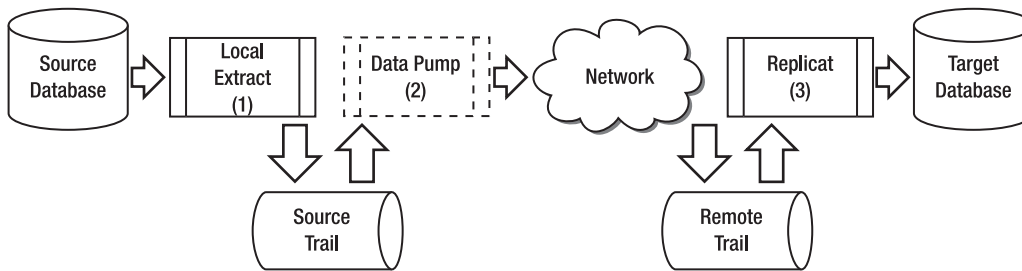 Source
Database
Local
Extract
(1)
Data Pump
(2)
Network
Replicat
(3)
Target
Database
Source
Trail
Remote
Trail